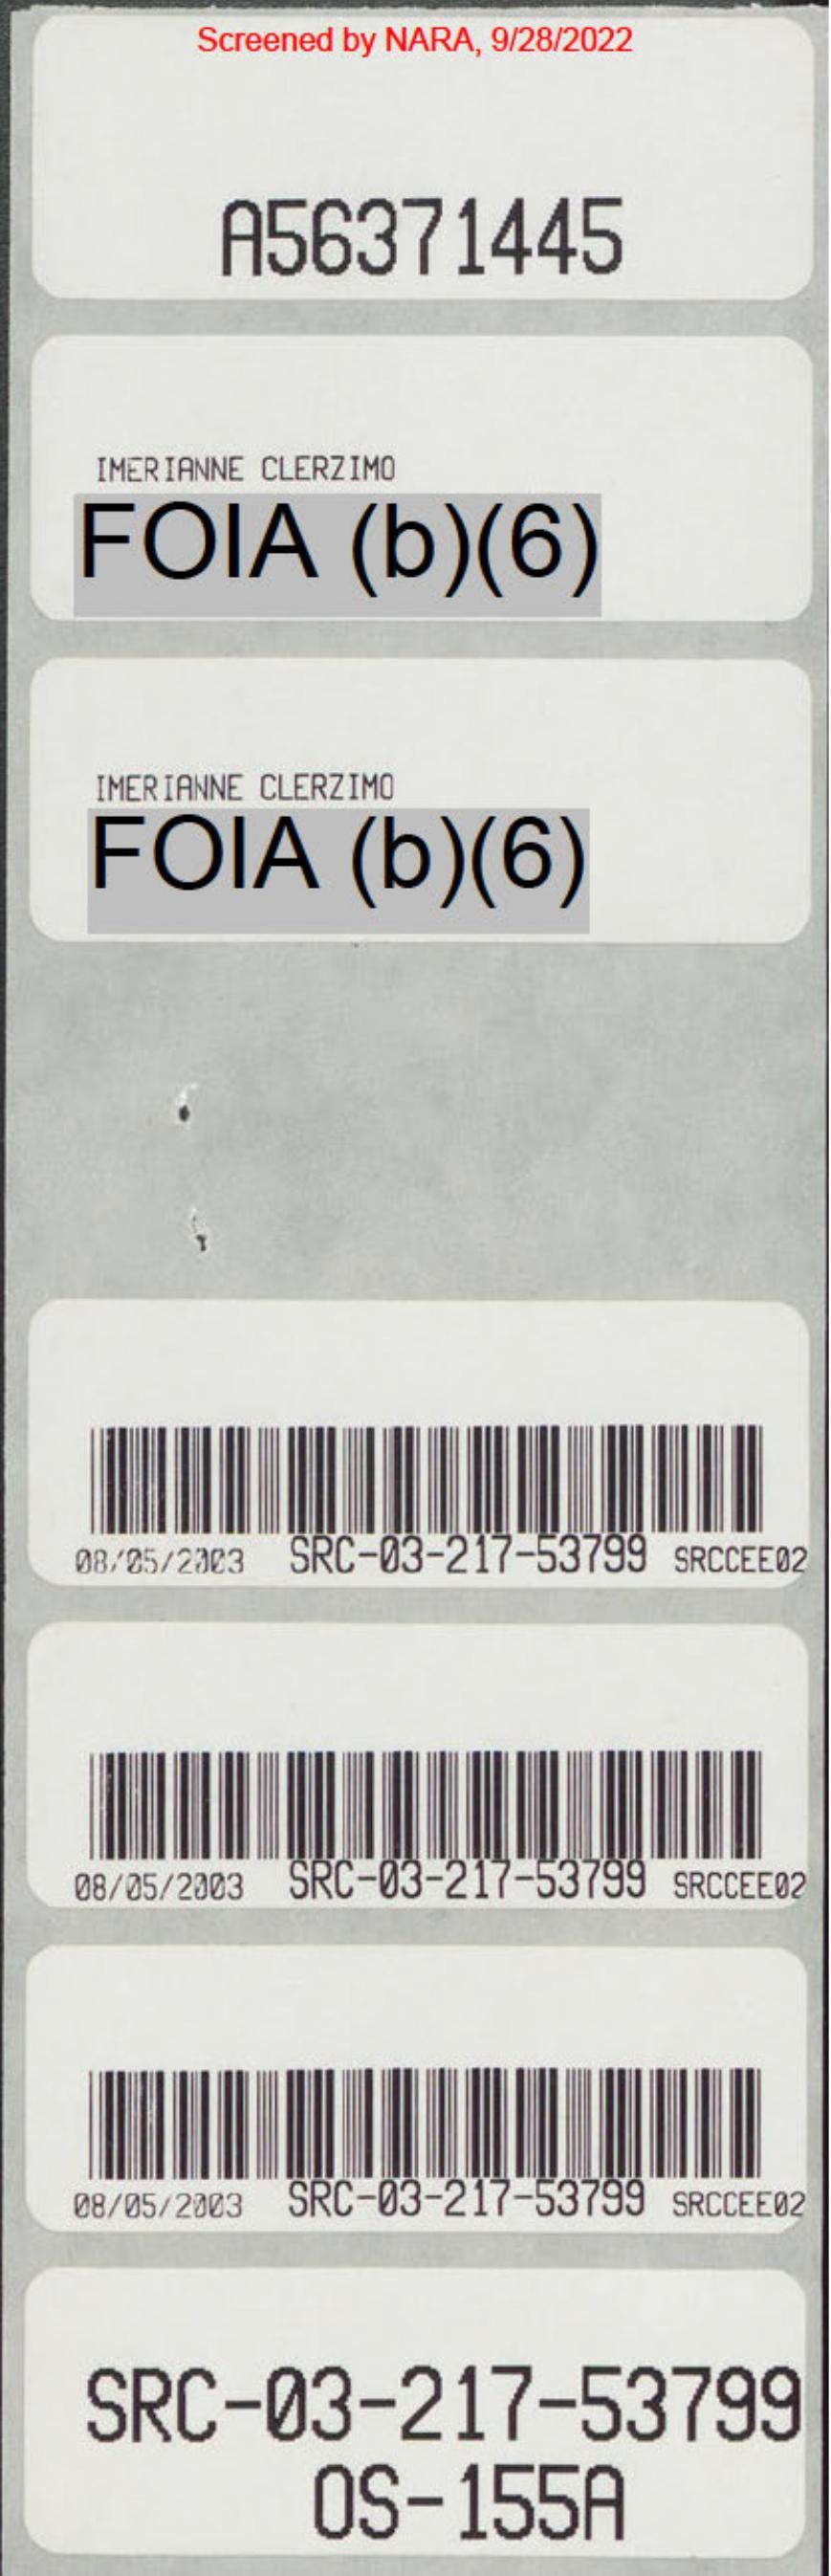 Screened by NARA, 9/28/2022
A56371445
IMERIANNE CLERZIMO
FOIA (b)(6)
IMERIANNE CLERZIMO
FOIA (b)(6)
08/05/2003 SRC-03-217-53799 SRCCEE02
08/05/2003 SRC-03-217-53799 SRCCEE02
08/05/2003 SRC-03-217-53799 SRCCEE02
SRC-03-217-53799
OS-155A